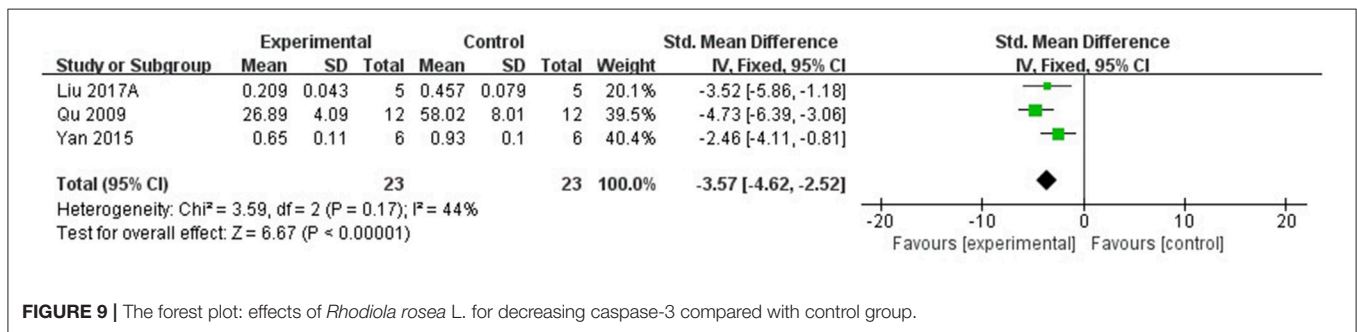 Experimental Control Std. Mean Difference Std. Mean Difference
Study or Subgroup Mean SD Total Mean SD Total Weight IV, Fixed, 95% CI IV, Fixed, 95% CI
Liu 2017A 0.209 0.043 5 0.457 0.079 5 20.1% -3.52 [-5.86, -1.18]
Qu 2009 26.89 4.09 12 58.02 8.01 12 39.5% -4.73 [-6.39, -3.06]
Yan 2015 0.65 0.11 6 0.93 0.1 6 40.4% -2.46 [-4.11, -0.81]
Total (95% CI) 23 23 100.0% -3.57 [-4.62, -2.52]
Heterogeneity: Chi² = 3.59, df = 2 (P = 0.17); I² = 44%
Test for overall effect: Z = 6.67 (P < 0.00001)
-20 -10 0 10 20
Favours [experimental] Favours [control]
FIGURE 9 | The forest plot: effects of Rhodiola rosea L. for decreasing caspase-3 compared with control group.